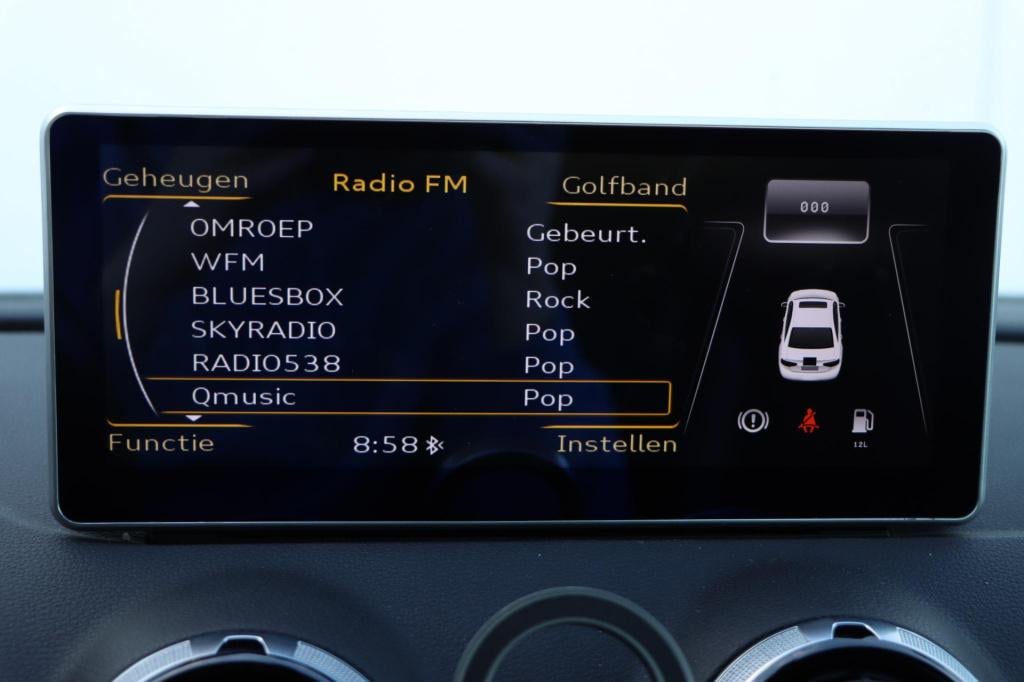 Geheugen Radio FM Golfband
000
OMROEP Gebeurt.
WFM Pop
BLUESBOX Rock
SKYRADIO Pop
RADIO538 Pop
Qmusic Pop
Functie 8:58 Instellen
12L